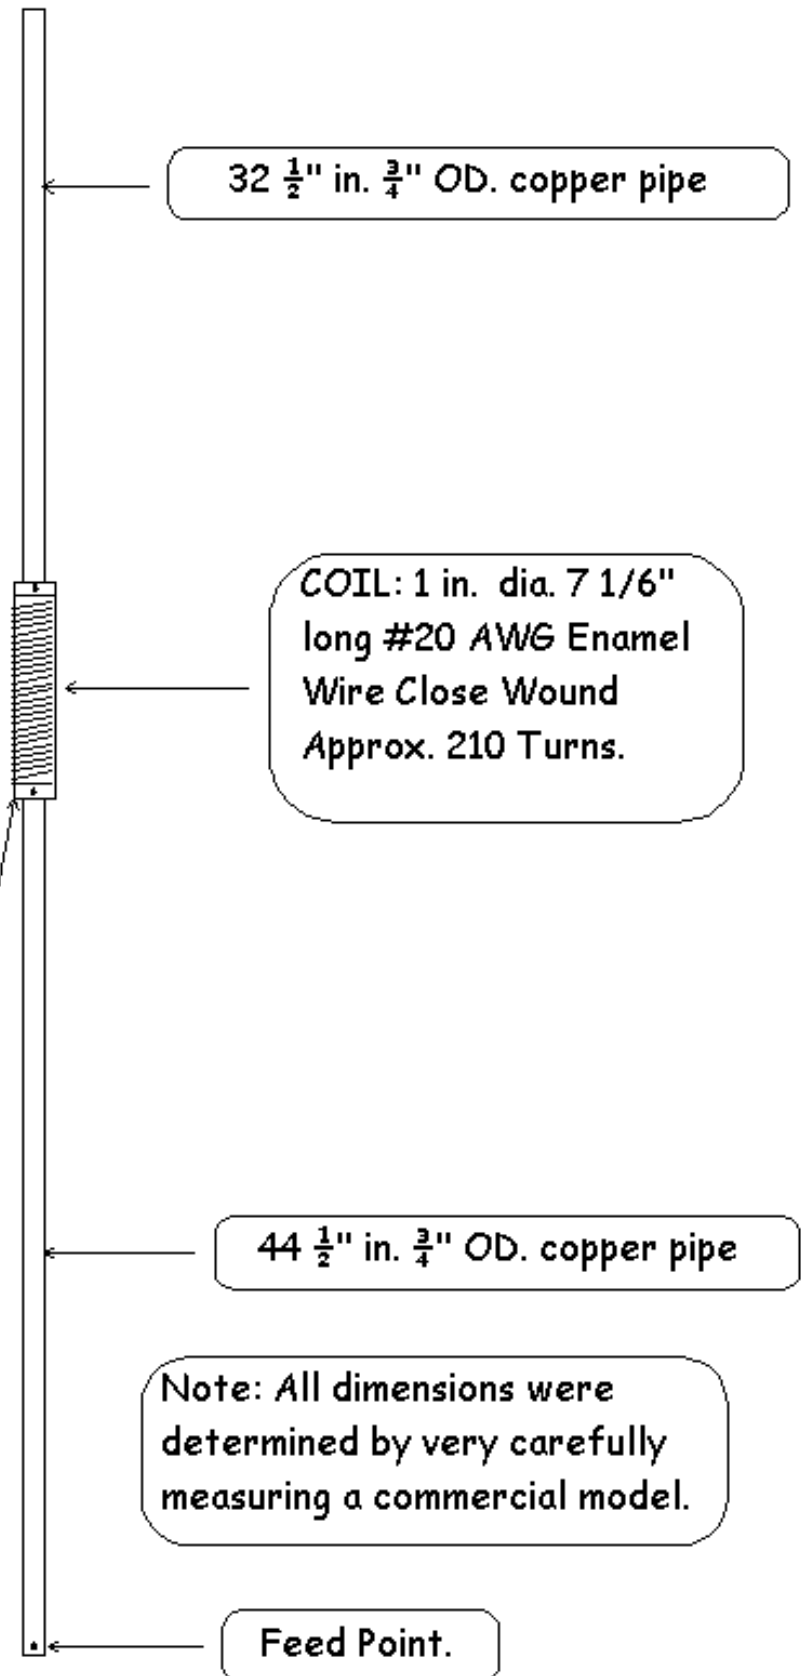 32 ½" in. ¾" OD. copper pipe
COIL: 1 in. dia. 7 1/6"
long #20 AWG Enamel
Wire Close Wound
Approx. 210 Turns.
44 ½" in. ¾" OD. copper pipe
Note: All dimensions were
determined by very carefully
measuring a commercial model.
Feed Point.